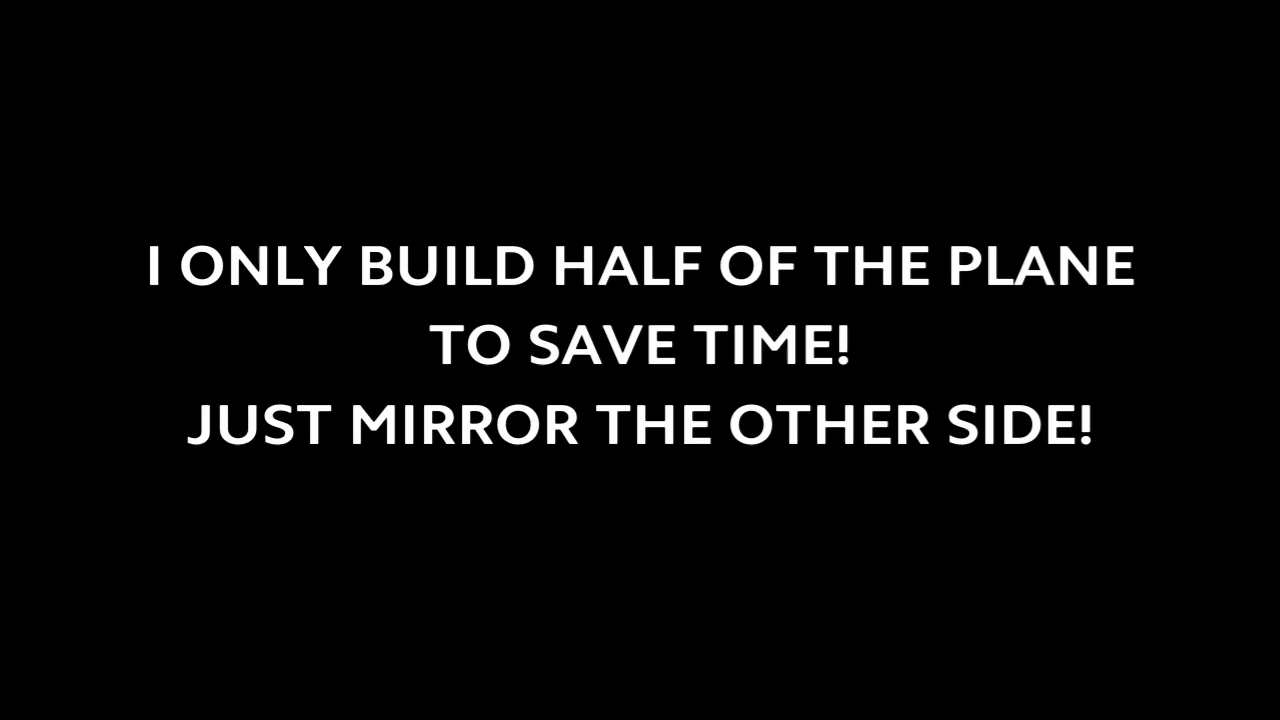 I ONLY BUILD HALF OF THE PLANE
TO SAVE TIME!
JUST MIRROR THE OTHER SIDE!